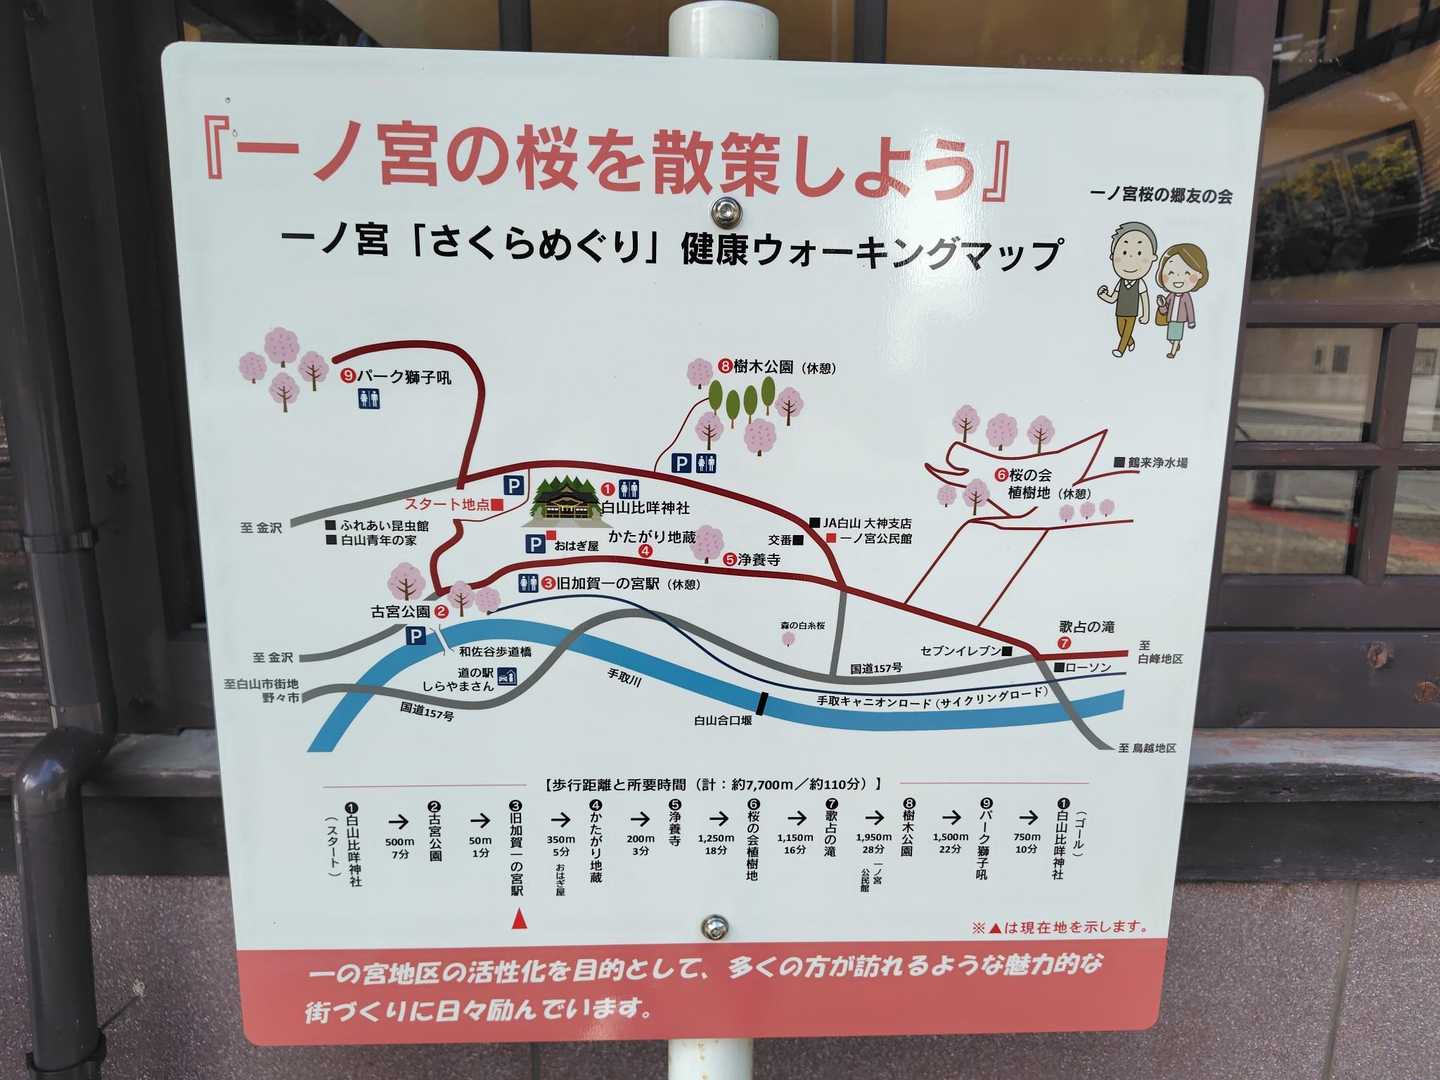 『一ノ宮の桜を散策しよう』
一ノ宮桜の郷友の会
一ノ宮「さくらめぐり」健康ウォーキングマップ
❾パーク獅子吼
❽樹木公園（休憩）
P
❻桜の会
植樹地（休憩）
鶴来浄水場
P
スタート地点
❶
白山比咩神社
至 金沢
ふれあい昆虫館
白山青年の家
JA白山 大神支店
交番
一ノ宮公民館
P
おはぎ屋
かたがり地蔵
❹
❺浄養寺
❸旧加賀一の宮駅（休憩）
古宮公園❷
P
森の白糸桜
歌占の滝
❼
至 金沢
和佐谷歩道橋
セブンイレブン
至
白峰地区
ローソン
道の駅
しらやまさん
手取川
国道157号
至白山市街地
野々市
国道157号
手取キャニオンロード（サイクリングロード）
白山合口堰
至 鳥越地区
【歩行距離と所要時間（計：約7,700m／約110分）】
❶白山比咩神社（スタート）
→
500m
7分
❷古宮公園
→
50m
1分
❸旧加賀一の宮駅
→
350m
5分
おはぎ屋
❹かたがり地蔵
→
200m
3分
❺浄養寺
→
1,250m
18分
❻桜の会植樹地
→
1,150m
16分
❼歌占の滝
→
1,950m
28分
一ノ宮
公民館
❽樹木公園
→
1,500m
22分
❾パーク獅子吼
→
750m
10分
❶白山比咩神社（ゴール）
▲
※▲は現在地を示します。
一の宮地区の活性化を目的として、多くの方が訪れるような魅力的な
街づくりに日々励んでいます。